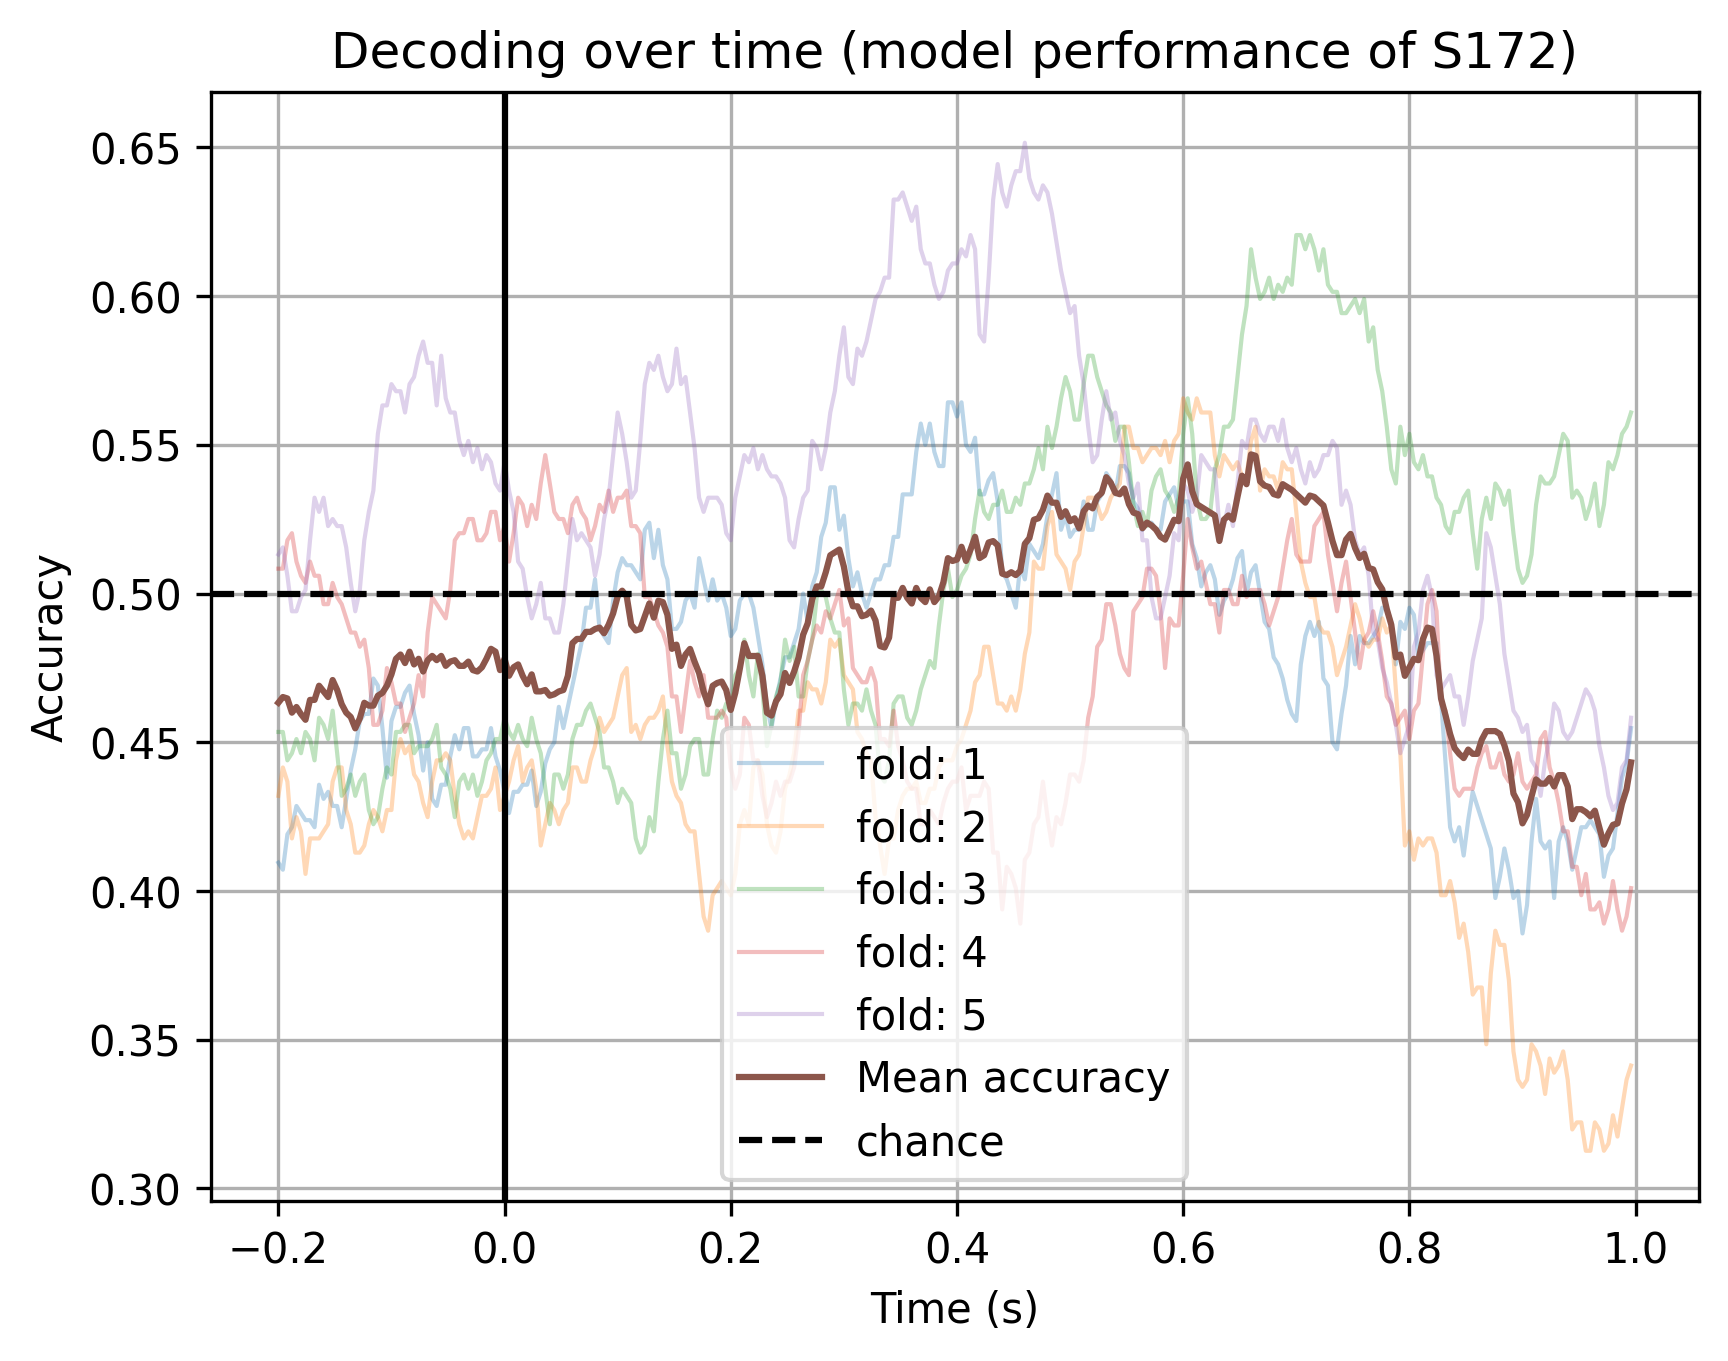 Decoding over time (model performance of S172)
Accuracy
0.65
0.60
0.55
0.50
0.45
0.40
0.35
0.30
fold: 1
fold: 2
fold: 3
fold: 4
fold: 5
Mean accuracy
chance
−0.2 0.0 0.2 0.4 0.6 0.8 1.0
Time (s)